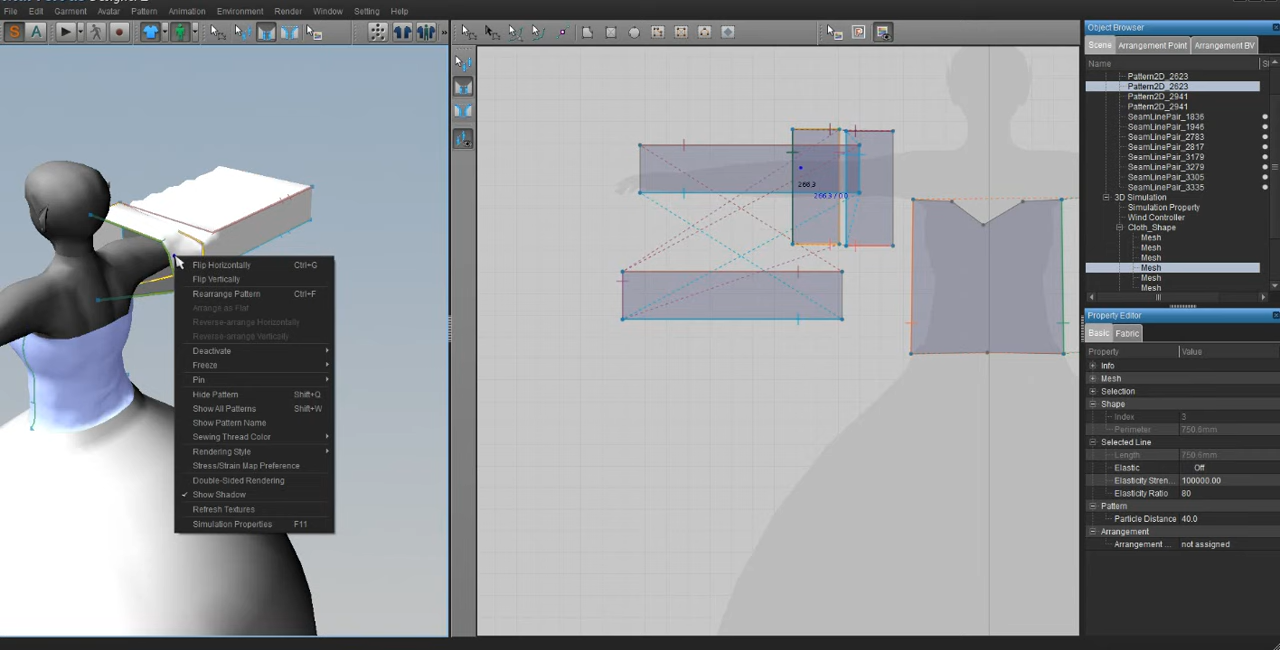 File Edit Garment Avatar Pattern Animation Environment Render Window Setting Help
S A
Flip Horizontally Ctrl+G
Flip Vertically
Rearrange Pattern Ctrl+F
Arrange as Flat
Reverse-arrange Horizontally
Reverse-arrange Vertically
Deactivate
Freeze
Pin
Hide Pattern Shift+Q
Show All Patterns Shift+W
Show Pattern Name
Sewing Thread Color
Rendering Style
Stress/Strain Map Preference
Double-Sided Rendering
Show Shadow
Refresh Textures
Simulation Properties F11
Object Browser
Scene Arrangement Point Arrangement BV
Name
Pattern2D_2623
Pattern2D_2623
Pattern2D_2941
Pattern2D_2941
SeamLinePair_1836
SeamLinePair_1946
SeamLinePair_2783
SeamLinePair_2817
SeamLinePair_3179
SeamLinePair_3279
SeamLinePair_3305
SeamLinePair_3335
3D Simulation
Simulation Property
Wind Controller
Cloth_Shape
Mesh
Mesh
Mesh
Mesh
Mesh
Mesh
Property Editor
Basic Fabric
Property Value
Info
Mesh
Selection
Shape
Index 3
Perimeter 750.6mm
Selected Line
Length 750.6mm
Elastic Off
Elasticity Stren... 100000.00
Elasticity Ratio 80
Pattern
Particle Distance 40.0
Arrangement
Arrangement ... not assigned